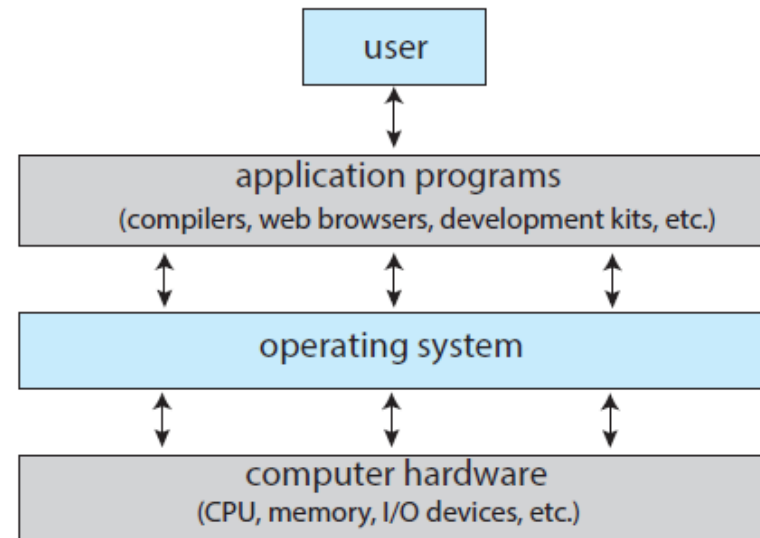 user
application programs
(compilers, web browsers, development kits, etc.)
operating system
computer hardware
(CPU, memory, I/O devices, etc.)